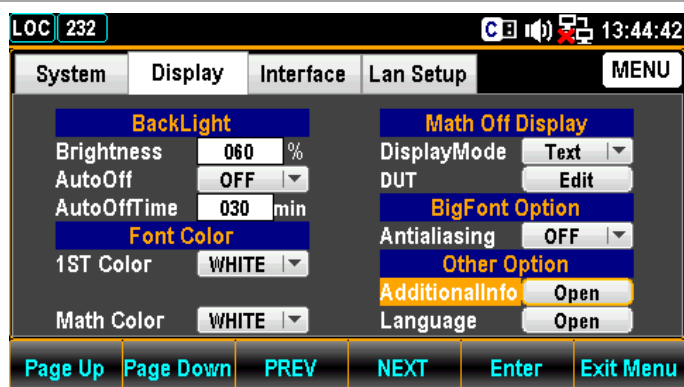 LOC 232 C 13:44:42
System Display Interface Lan Setup MENU
BackLight
Brightness 060 %
AutoOff OFF
AutoOffTime 030 min
Font Color
1ST Color WHITE
Math Color WHITE
Math Off Display
DisplayMode Text
DUT Edit
BigFont Option
Antialiasing OFF
Other Option
AdditionalInfo Open
Language Open
Page Up Page Down PREV NEXT Enter Exit Menu